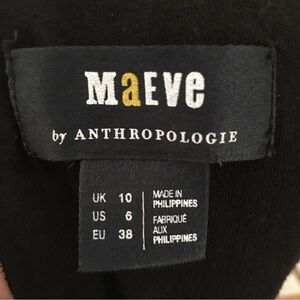 MaEVe
by ANTHROPOLOGIE
UK 10
US 6
EU 38
MADE IN
PHILIPPINES
FABRIQUÉ
AUX
PHILIPPINES